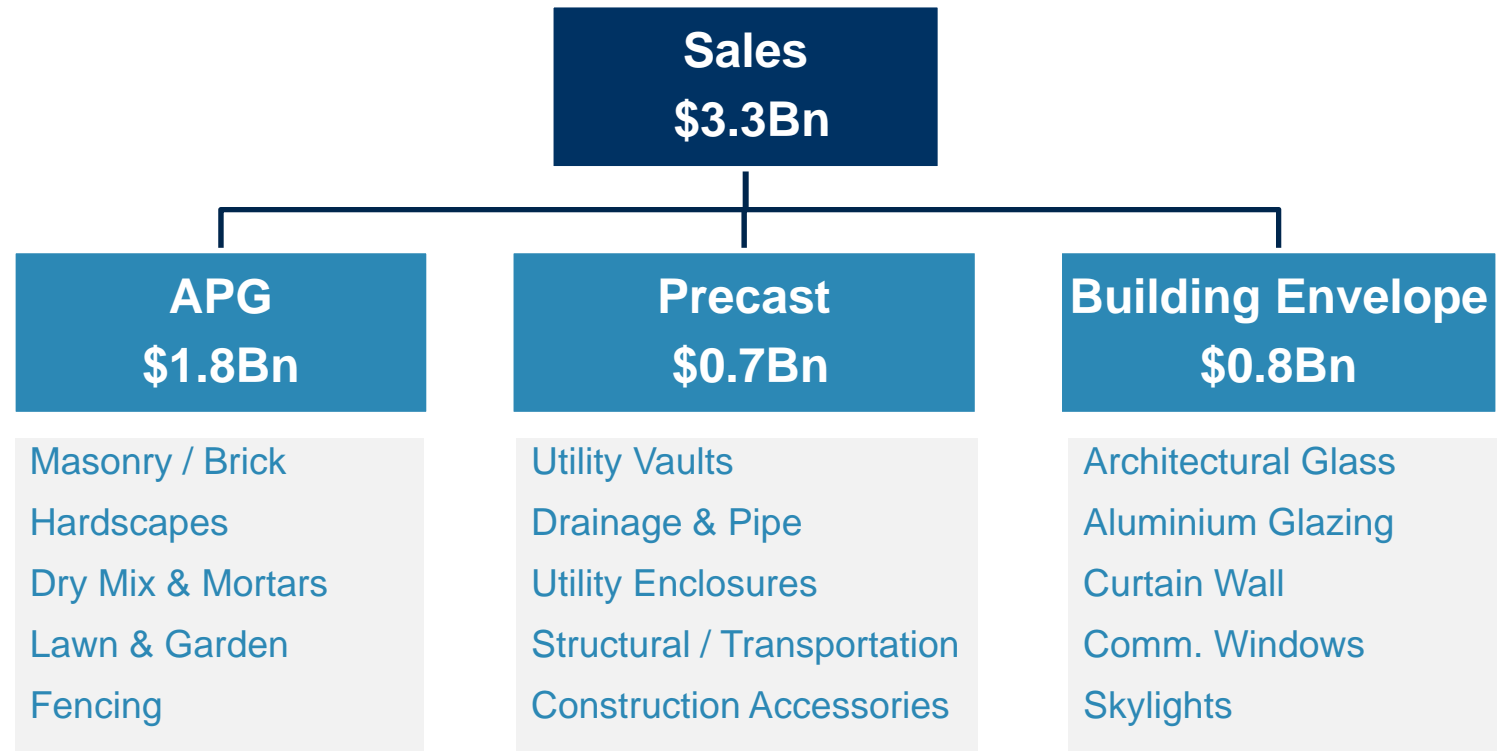 Sales
$3.3Bn
APG
$1.8Bn
Masonry / Brick
Hardscapes
Dry Mix & Mortars
Lawn & Garden
Fencing
Precast
$0.7Bn
Utility Vaults
Drainage & Pipe
Utility Enclosures
Structural / Transportation
Construction Accessories
Building Envelope
$0.8Bn
Architectural Glass
Aluminium Glazing
Curtain Wall
Comm. Windows
Skylights